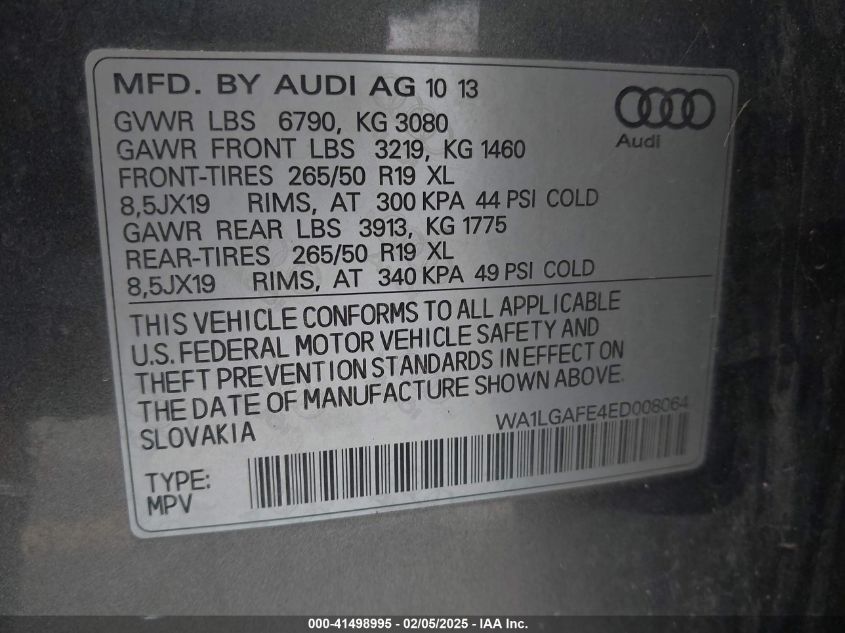 MFD. BY AUDI AG 10 13
Audi
GVWR LBS 6790, KG 3080
GAWR FRONT LBS 3219, KG 1460
FRONT-TIRES 265/50 R19 XL
8,5JX19 RIMS, AT 300 KPA 44 PSI COLD
GAWR REAR LBS 3913, KG 1775
REAR-TIRES 265/50 R19 XL
8,5JX19 RIMS, AT 340 KPA 49 PSI COLD
THIS VEHICLE CONFORMS TO ALL APPLICABLE
U.S. FEDERAL MOTOR VEHICLE SAFETY AND
THEFT PREVENTION STANDARDS IN EFFECT ON
THE DATE OF MANUFACTURE SHOWN ABOVE.
SLOVAKIA
WA1LGAFE4ED008064
TYPE:
MPV
000-41498995 - 02/05/2025 - IAA Inc.